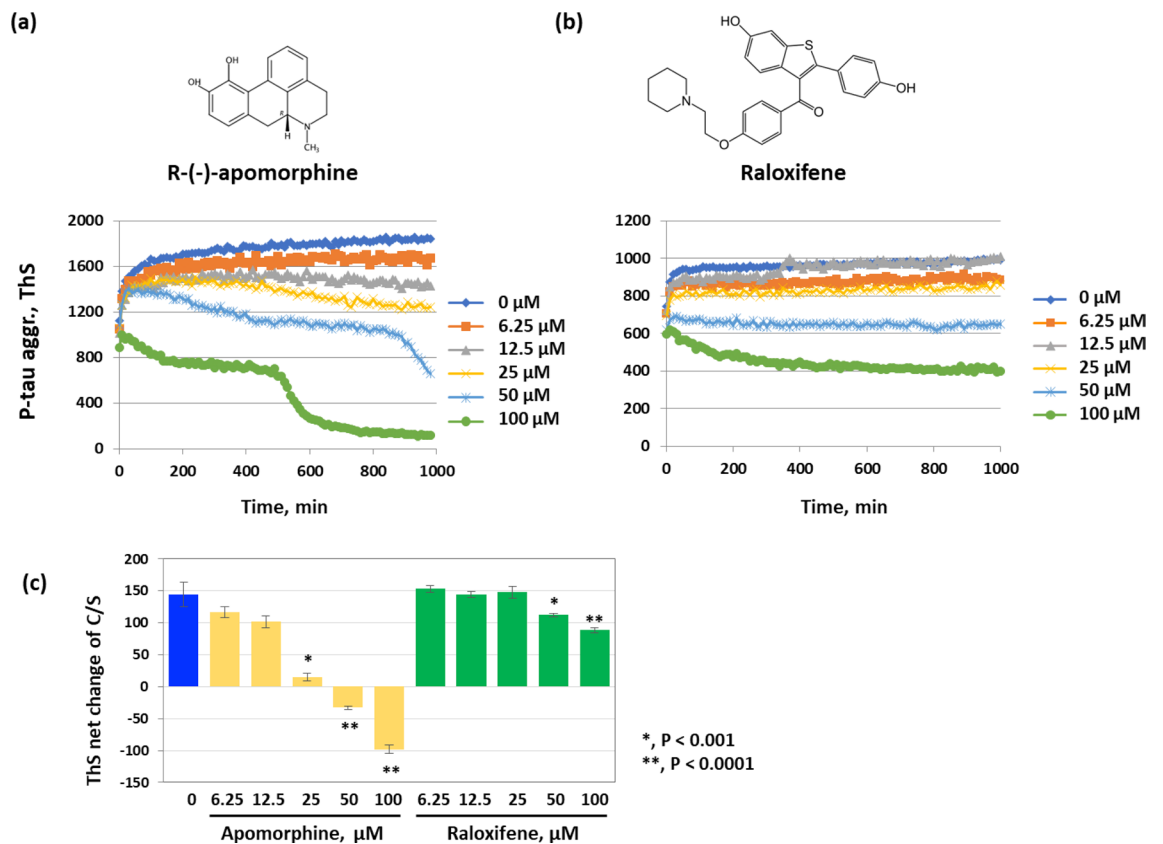 (a)
(b)
OH
OH
R
N
H
CH3
R-(-)-apomorphine
HO
S
OH
O
N
O
Raloxifene
P-tau aggr., ThS
2000
1600
1200
800
400
0
0 200 400 600 800 1000
Time, min
0 µM
6.25 µM
12.5 µM
25 µM
50 µM
100 µM
1200
1000
800
600
400
200
0
0 200 400 600 800 1000
Time, min
0 µM
6.25 µM
12.5 µM
25 µM
50 µM
100 µM
(c)
ThS net change of C/S
200
150
100
50
0
-50
-100
-150
*
**
**
*
**
0 6.25 12.5 25 50 100 6.25 12.5 25 50 100
Apomorphine, µM
Raloxifene, µM
*, P < 0.001
**, P < 0.0001